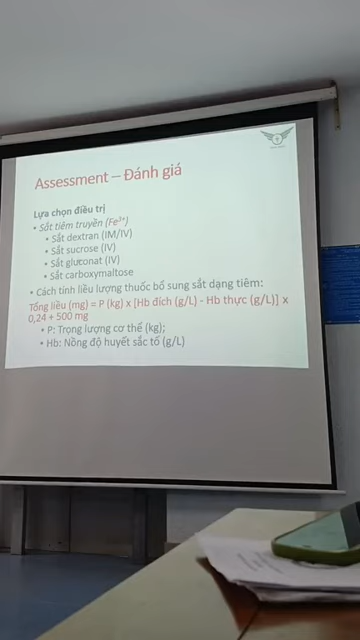 Assessment – Đánh giá
Lựa chọn điều trị
• Sắt tiêm truyền (Fe³⁺)
• Sắt dextran (IM/IV)
• Sắt sucrose (IV)
• Sắt gluconat (IV)
• Sắt carboxymaltose
• Cách tính liều lượng thuốc bổ sung sắt dạng tiêm:
Tổng liều (mg) = P (kg) x [Hb đích (g/L) - Hb thực (g/L)] x
0,24 + 500 mg
• P: Trọng lượng cơ thể (kg);
• Hb: Nồng độ huyết sắc tố (g/L)